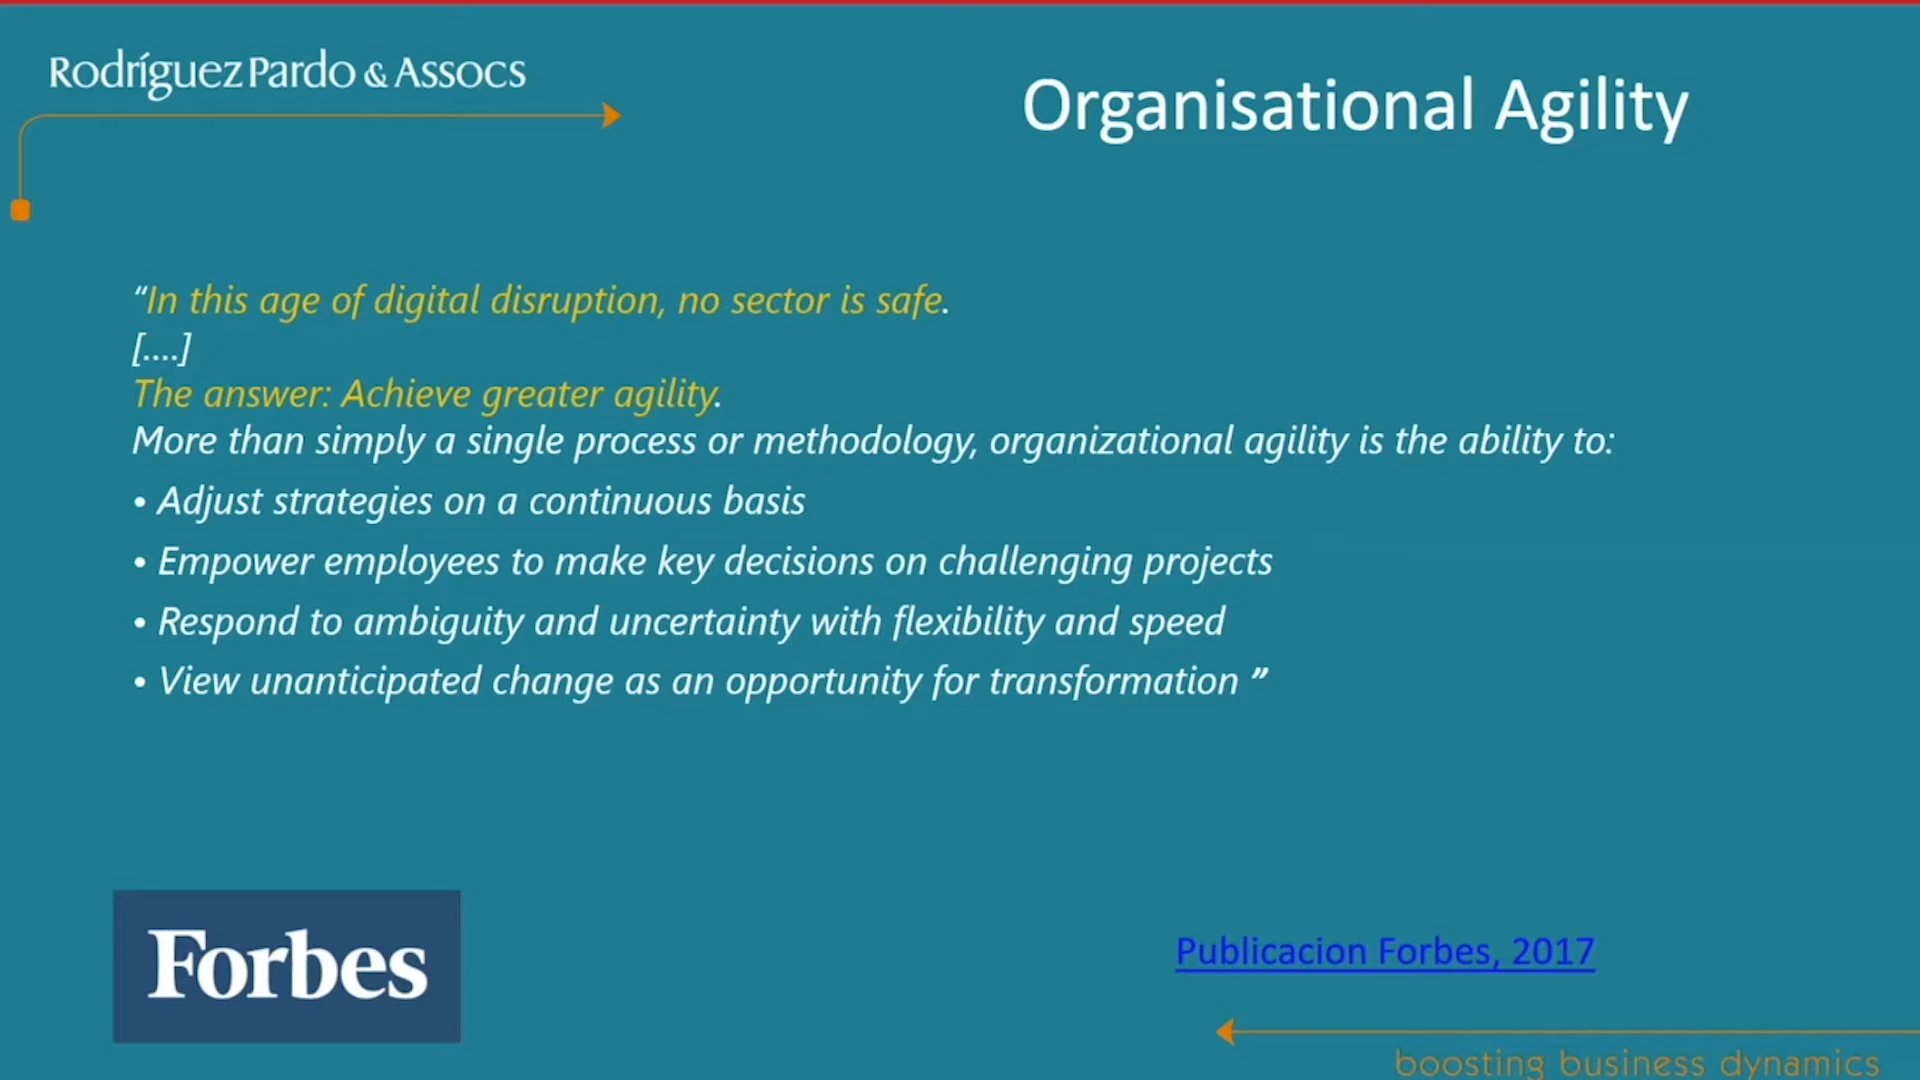 Rodríguez Pardo & Assocs
Organisational Agility
“In this age of digital disruption, no sector is safe.
[....]
The answer: Achieve greater agility.
More than simply a single process or methodology, organizational agility is the ability to:
• Adjust strategies on a continuous basis
• Empower employees to make key decisions on challenging projects
• Respond to ambiguity and uncertainty with flexibility and speed
• View unanticipated change as an opportunity for transformation ”
Forbes
Publicacion Forbes, 2017
boosting business dynamics